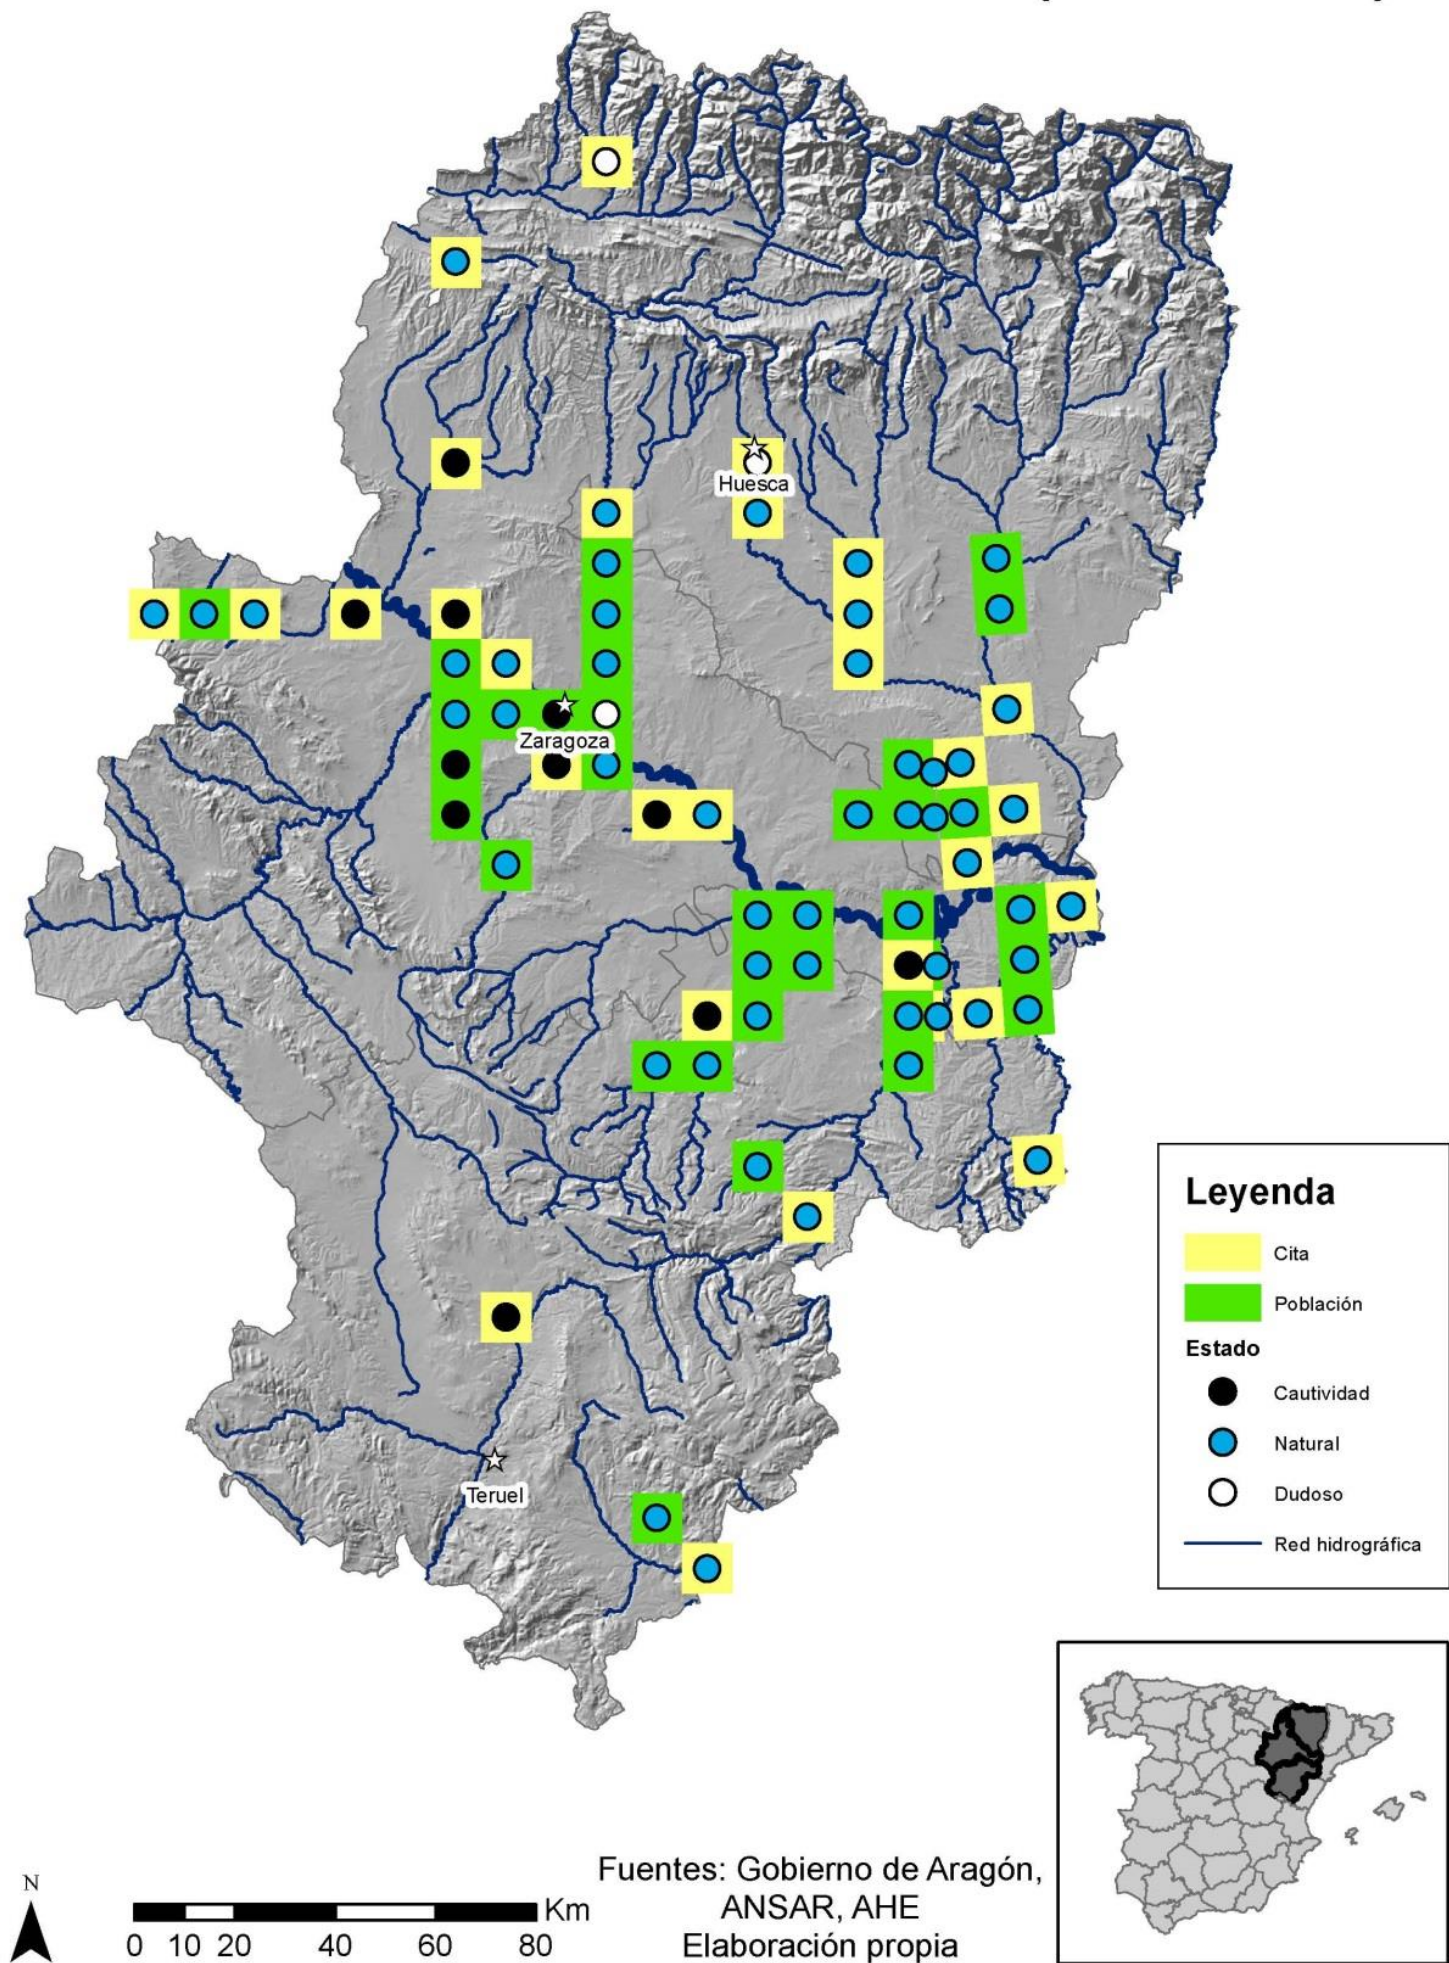 Huesca
Zaragoza
Teruel
Leyenda
Cita
Población
Estado
Cautividad
Natural
Dudoso
Red hidrográfica
N
Km
0 10 20 40 60 80
Fuentes: Gobierno de Aragón,
ANSAR, AHE
Elaboración propia